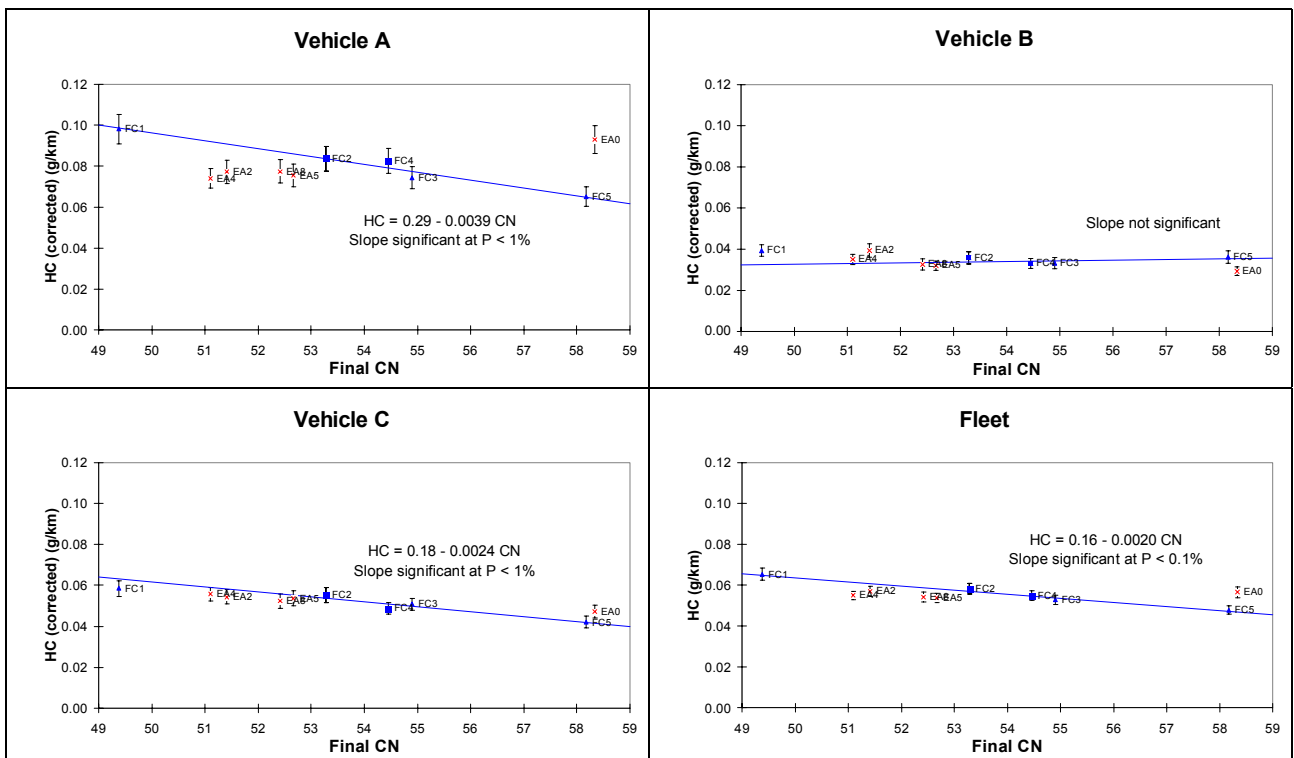 Vehicle A
HC (corrected) (g/km)
0.12
0.10
0.08
0.06
0.04
0.02
0.00
FC1
EA4
EA2
EA8
EA5
FC2
FC4
FC3
FC5
EA0
HC = 0.29 - 0.0039 CN
Slope significant at P < 1%
49 50 51 52 53 54 55 56 57 58 59
Final CN
Vehicle B
HC (corrected) (g/km)
0.12
0.10
0.08
0.06
0.04
0.02
0.00
Slope not significant
FC1
EA4
EA2
EA5
FC2
FC4
FC3
FC5
EA0
49 50 51 52 53 54 55 56 57 58 59
Final CN
Vehicle C
HC (corrected) (g/km)
0.12
0.10
0.08
0.06
0.04
0.02
0.00
HC = 0.18 - 0.0024 CN
Slope significant at P < 1%
FC1
EA4
EA2
EA8
EA5
FC2
FC4
FC3
EA0
FC5
49 50 51 52 53 54 55 56 57 58 59
Final CN
Fleet
HC (g/km)
0.12
0.10
0.08
0.06
0.04
0.02
0.00
HC = 0.16 - 0.0020 CN
Slope significant at P < 0.1%
FC1
EA4
EA2
EA5
FC2
FC4
FC3
EA0
FC5
49 50 51 52 53 54 55 56 57 58 59
Final CN